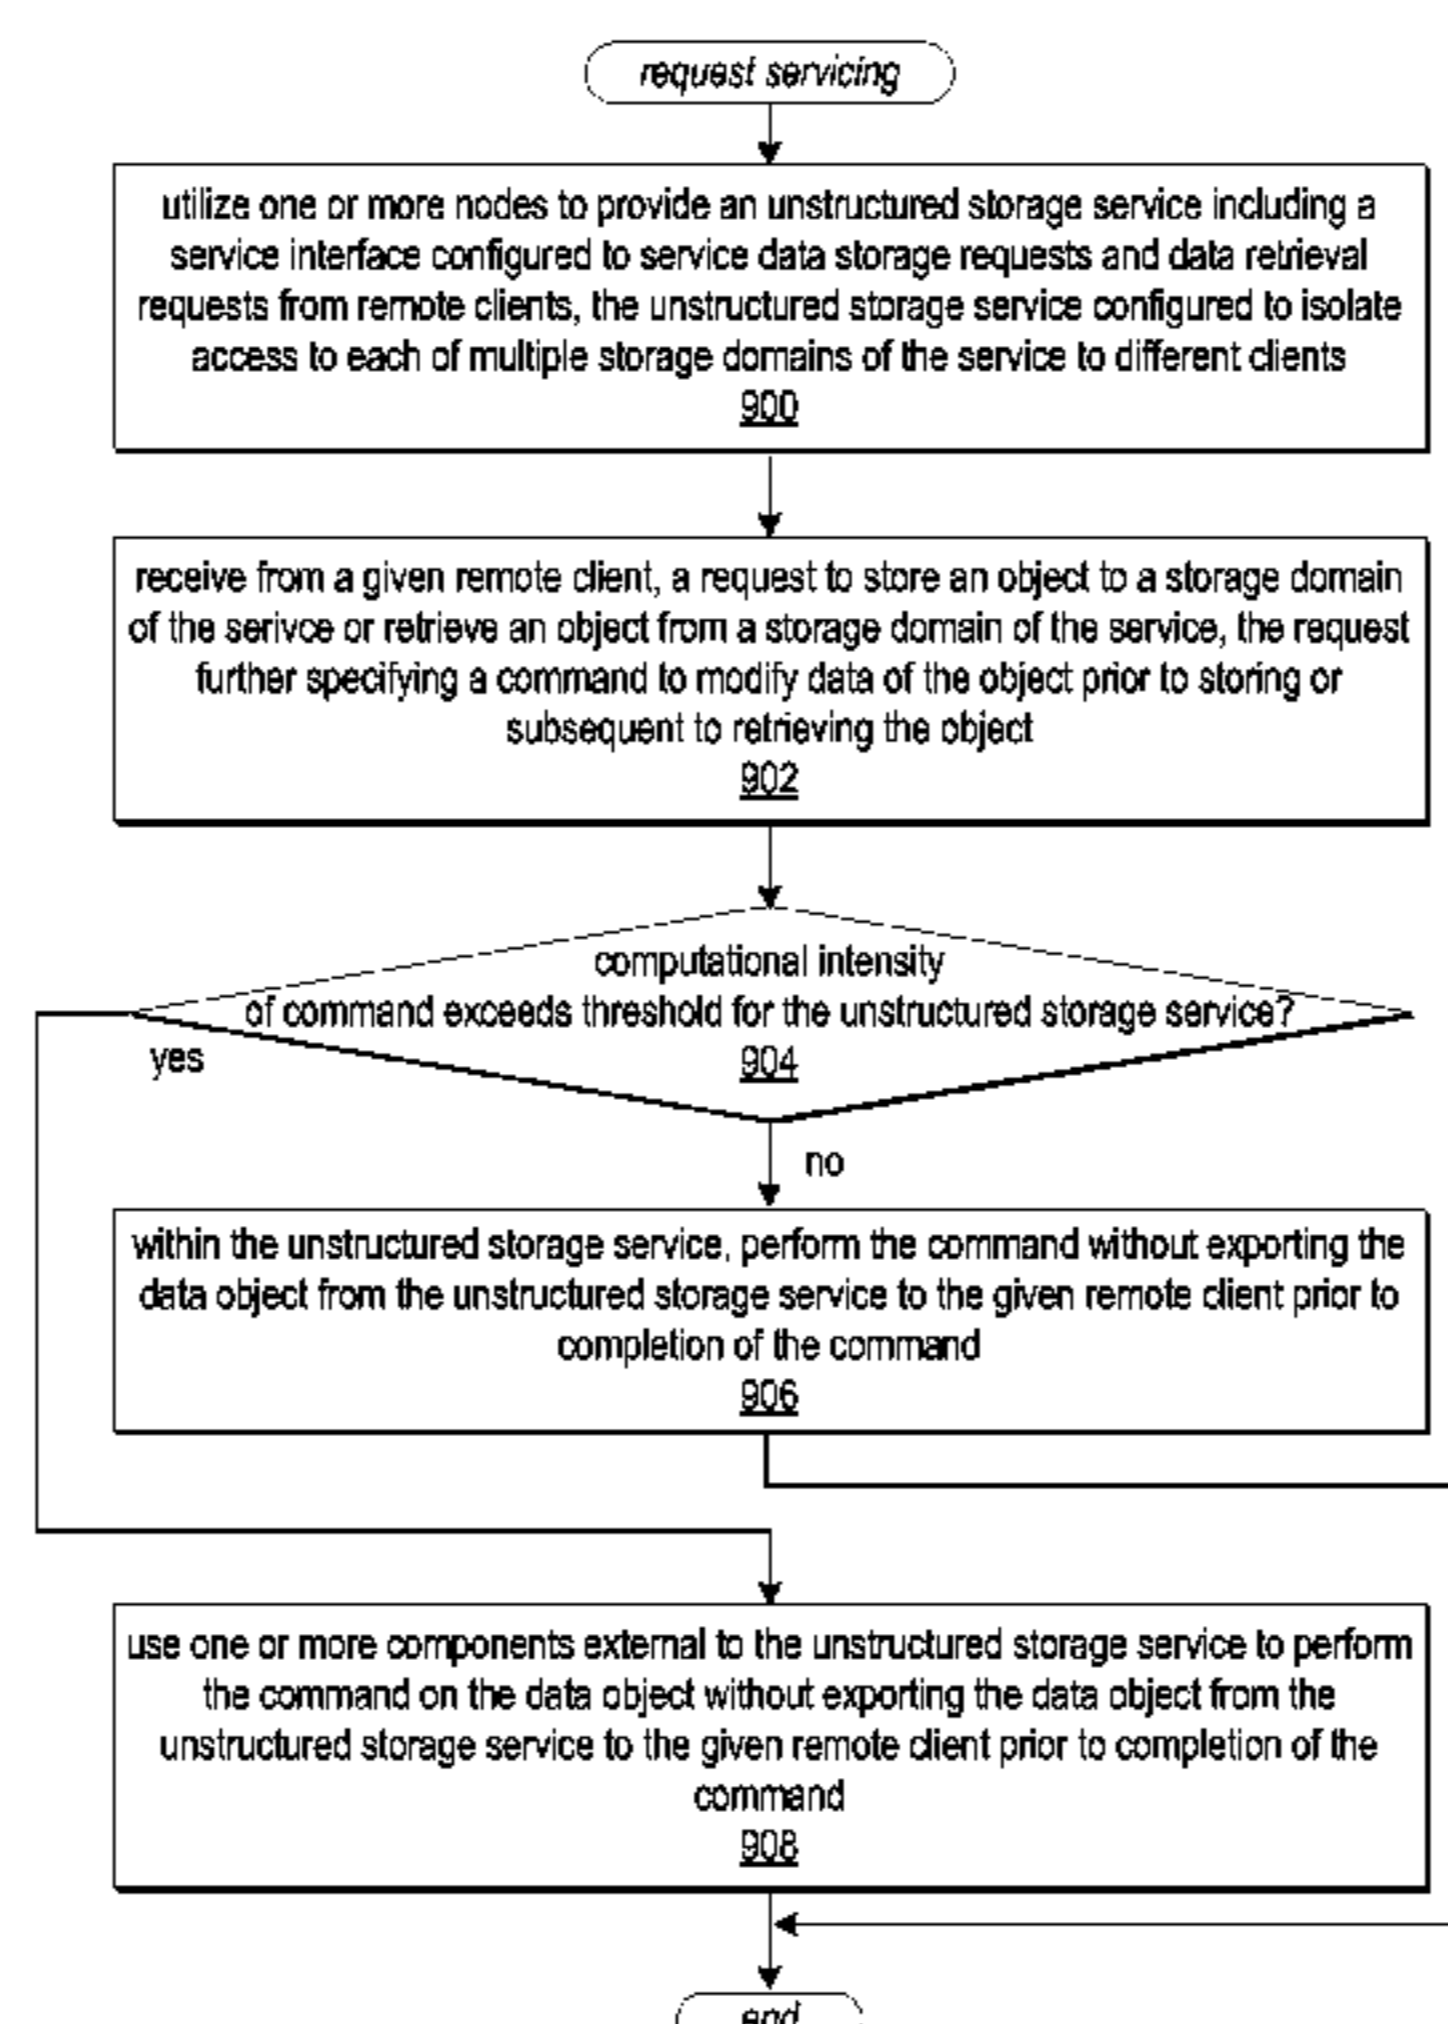 request servicing
utilize one or more nodes to provide an unstructured storage service including a
service interface configured to service data storage requests and data retrieval
requests from remote clients, the unstructured storage service configured to isolate
access to each of multiple storage domains of the service to different clients
900
receive from a given remote client, a request to store an object to a storage domain
of the serivce or retrieve an object from a storage domain of the service, the request
further specifying a command to modify data of the object prior to storing or
subsequent to retrieving the object
902
computational intensity
of command exceeds threshold for the unstructured storage service?
904
yes
no
within the unstructured storage service, perform the command without exporting the
data object from the unstructured storage service to the given remote client prior to
completion of the command
906
use one or more components external to the unstructured storage service to perform
the command on the data object without exporting the data object from the
unstructured storage service to the given remote client prior to completion of the
command
908
end